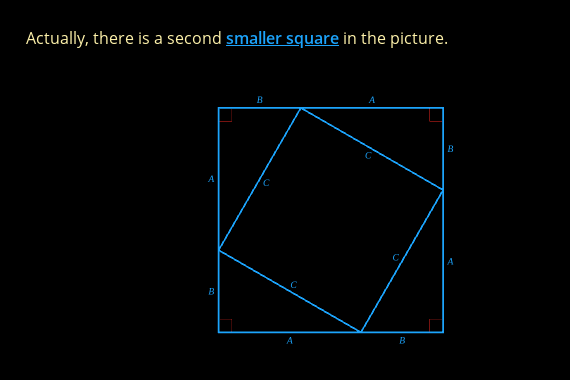 Actually, there is a second smaller square in the picture.
B A
B
C
A C
C A
B C
A B